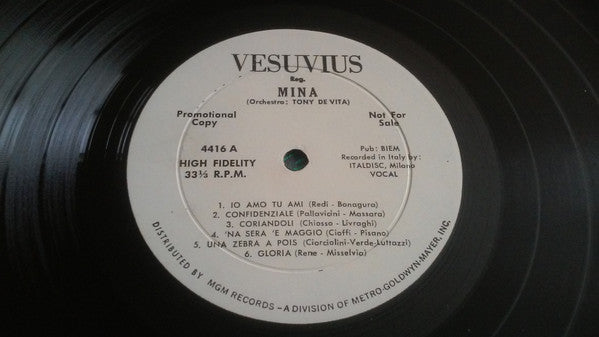 VESUVIUS
Reg.
MINA
(Orchestra: TONY DE VITA)
Promotional
Copy
Not For
Sale
4416 A
HIGH FIDELITY
33⅓ R.P.M.
Pub: BIEM
Recorded in Italy by:
ITALDISC, Milano
VOCAL
1. IO AMO TU AMI (Redi - Bonagura)
2. CONFIDENZIALE (Pallavicini - Massara)
3. CORIANDOLI (Chiosso - Livraghi)
4. 'NA SERA 'E MAGGIO (Cioffi - Pisano)
5. UNA ZEBRA A POIS (Ciorciolini-Verde-Luttazzi)
6. GLORIA (Rene - Misselvia)
DISTRIBUTED BY MGM RECORDS - A DIVISION OF METRO-GOLDWYN-MAYER, INC.